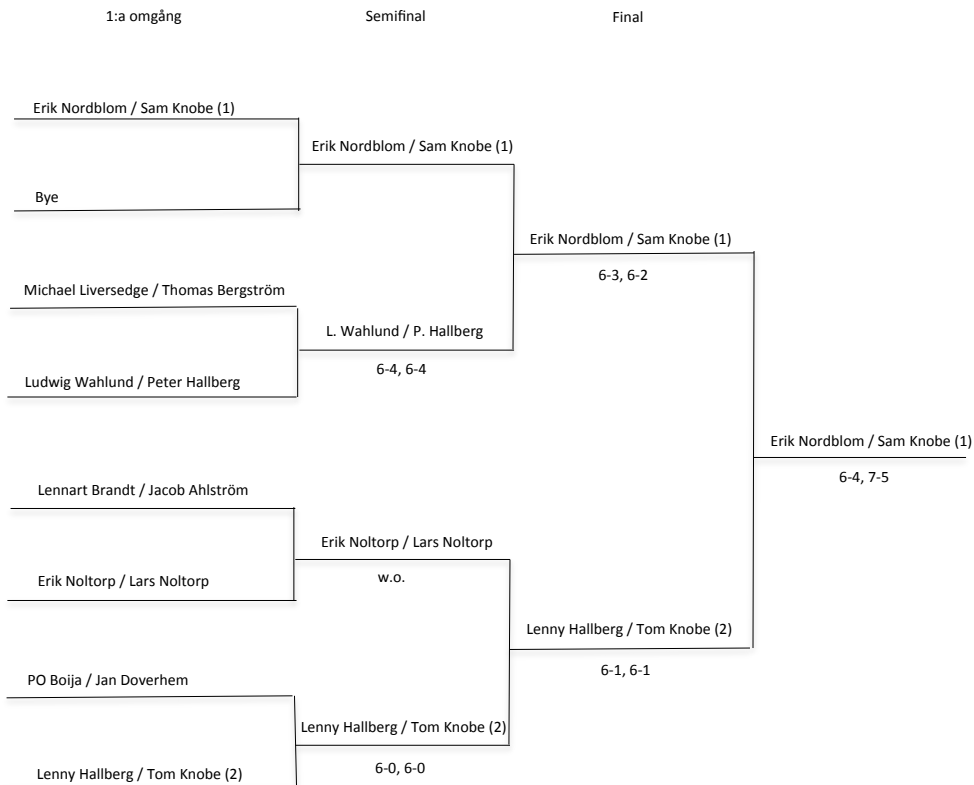 1:a omgång
Semifinal
Final
Erik Nordblom / Sam Knobe (1)
Erik Nordblom / Sam Knobe (1)
Bye
Erik Nordblom / Sam Knobe (1)
6-3, 6-2
Michael Liversedge / Thomas Bergström
L. Wahlund / P. Hallberg
6-4, 6-4
Ludwig Wahlund / Peter Hallberg
Erik Nordblom / Sam Knobe (1)
6-4, 7-5
Lennart Brandt / Jacob Ahlström
Erik Noltorp / Lars Noltorp
w.o.
Erik Noltorp / Lars Noltorp
Lenny Hallberg / Tom Knobe (2)
6-1, 6-1
PO Boija / Jan Doverhem
Lenny Hallberg / Tom Knobe (2)
6-0, 6-0
Lenny Hallberg / Tom Knobe (2)